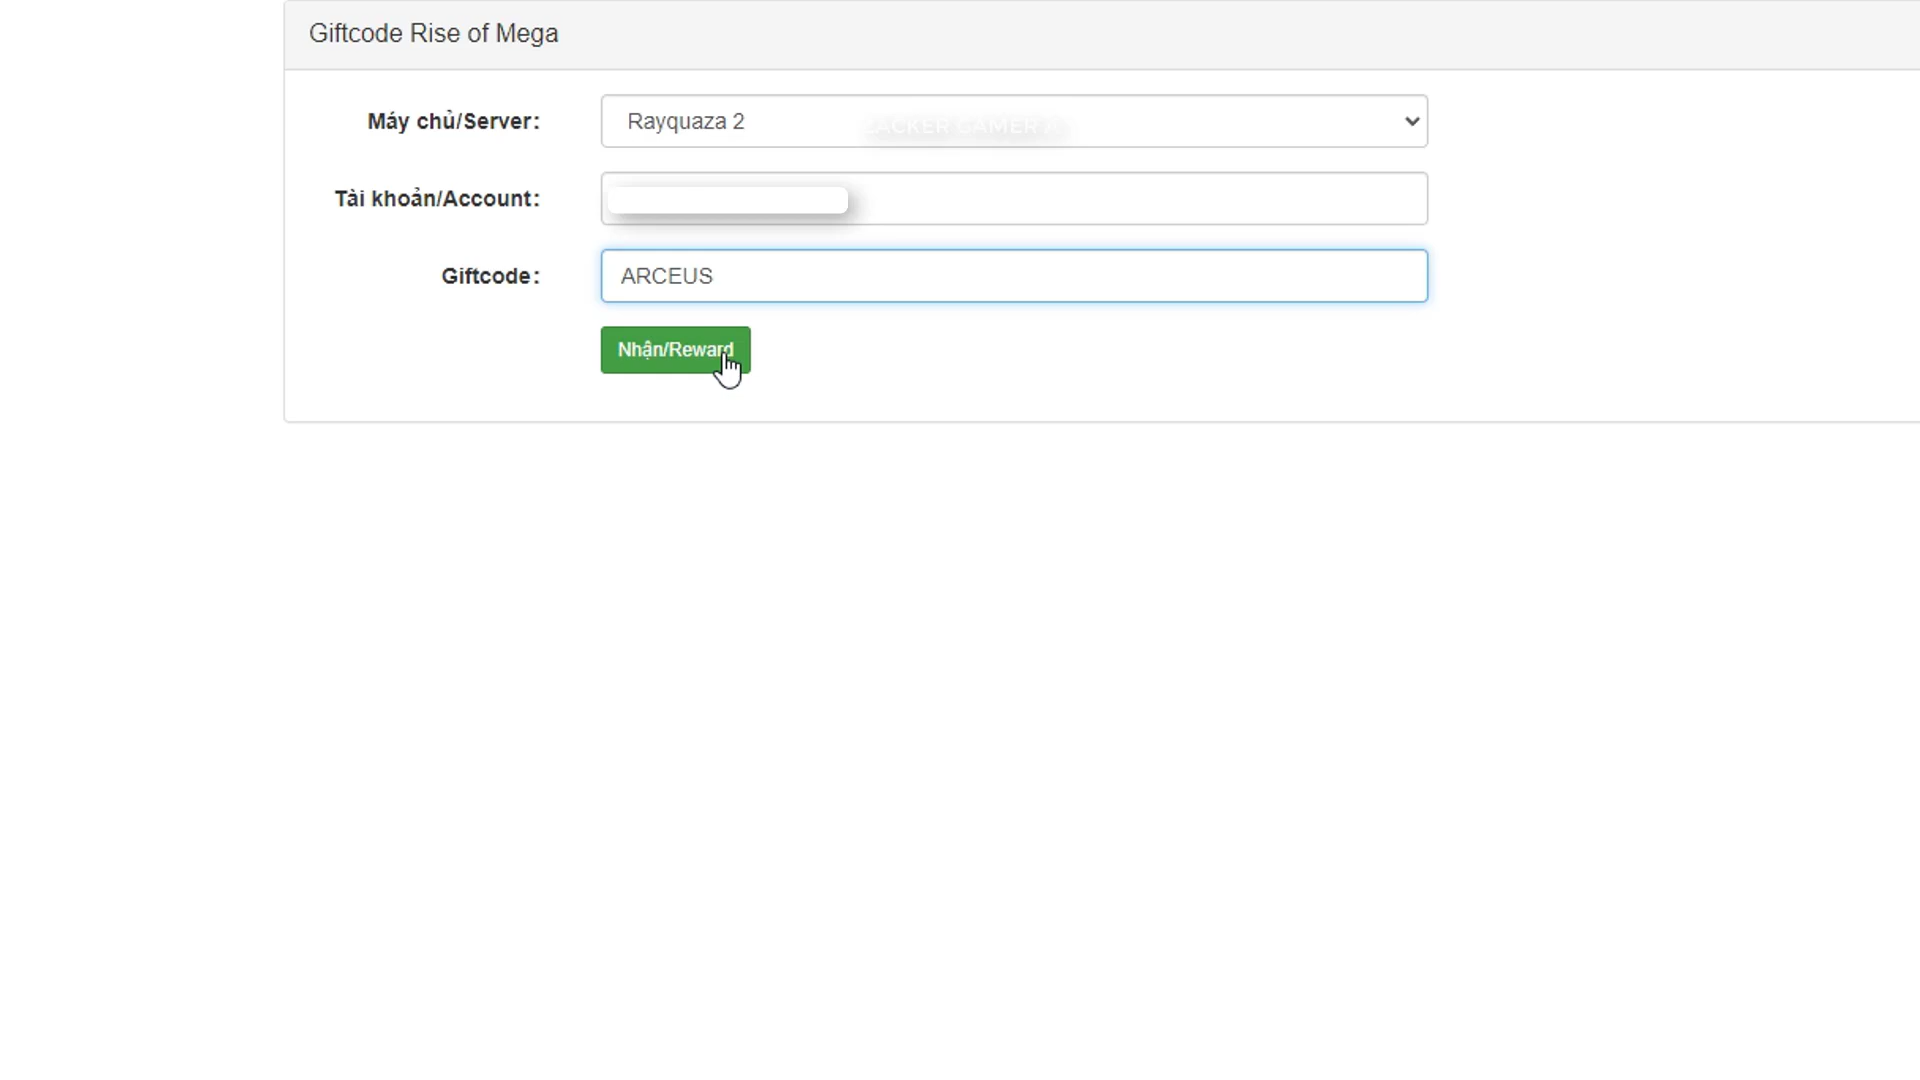 Giftcode Rise of Mega
Máy chủ/Server:
Rayquaza 2
Tài khoản/Account:
Giftcode:
ARCEUS
Nhận/Reward